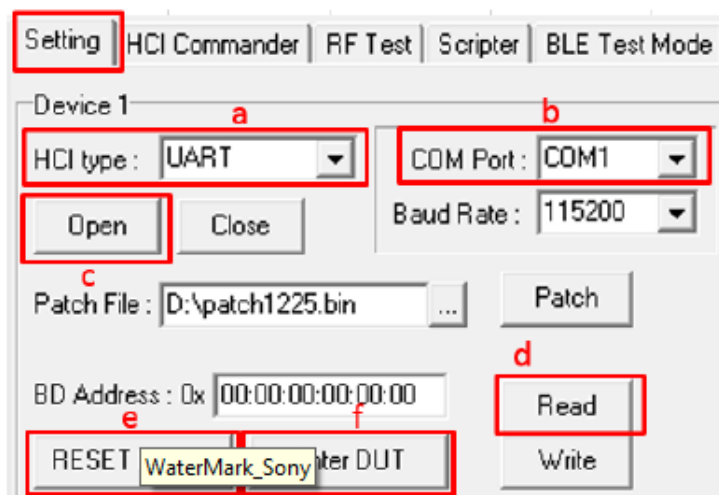 Setting HCI Commander RF Test Scripter BLE Test Mode
Device 1
a b
HCI type : UART COM Port : COM1
Open Close Baud Rate : 115200
c
Patch File : D:\patch1225.bin ... Patch
d
BD Address : 0x 00:00:00:00:00:00 Read
e f
RESET WaterMark_Sony nter DUT Write